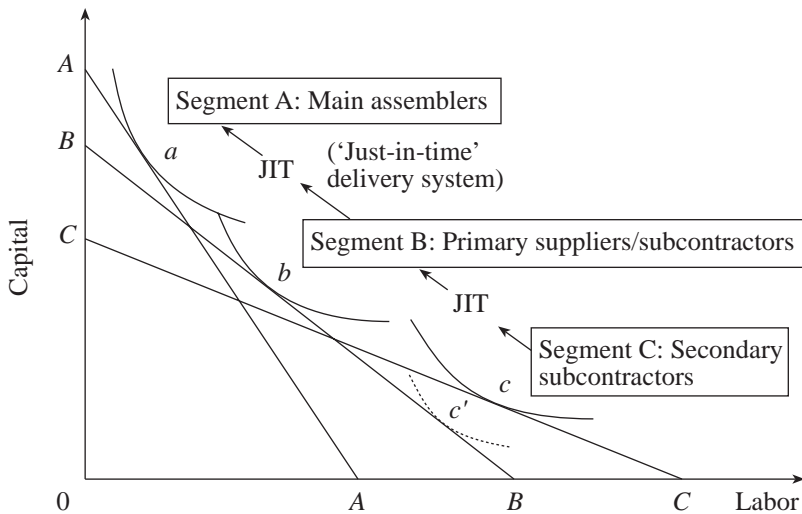 A
Segment A: Main assemblers
B
a
JIT
('Just-in-time'
delivery system)
C
Segment B: Primary suppliers/subcontractors
Capital
b
JIT
Segment C: Secondary
subcontractors
c
c'
0
A
B
C
Labor